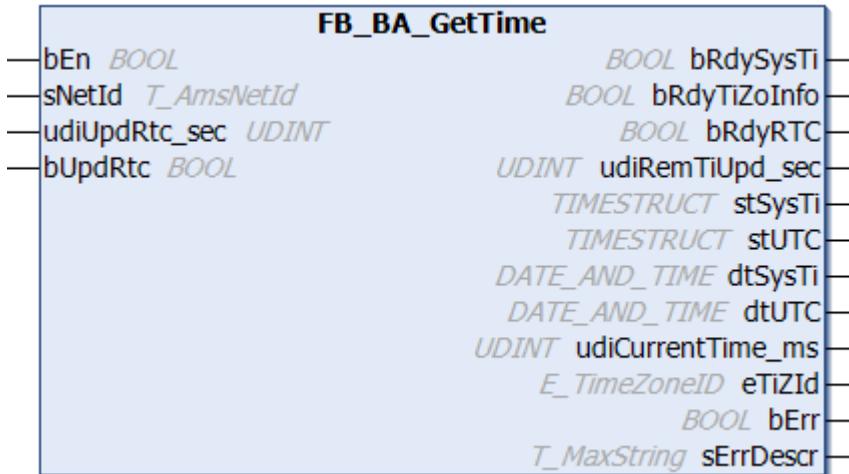 FB_BA_GetTime
bEn BOOL BOOL bRdySysTi
sNetId T_AmsNetId BOOL bRdyTiZoInfo
udiUpdRtc_sec UDINT BOOL bRdyRTC
bUpdRtc BOOL UDINT udiRemTiUpd_sec
TIMESTRUCT stSysTi
TIMESTRUCT stUTC
DATE_AND_TIME dtSysTi
DATE_AND_TIME dtUTC
UDINT udiCurrentTime_ms
E_TimeZoneID eTiZId
BOOL bErr
T_MaxString sErrDescr